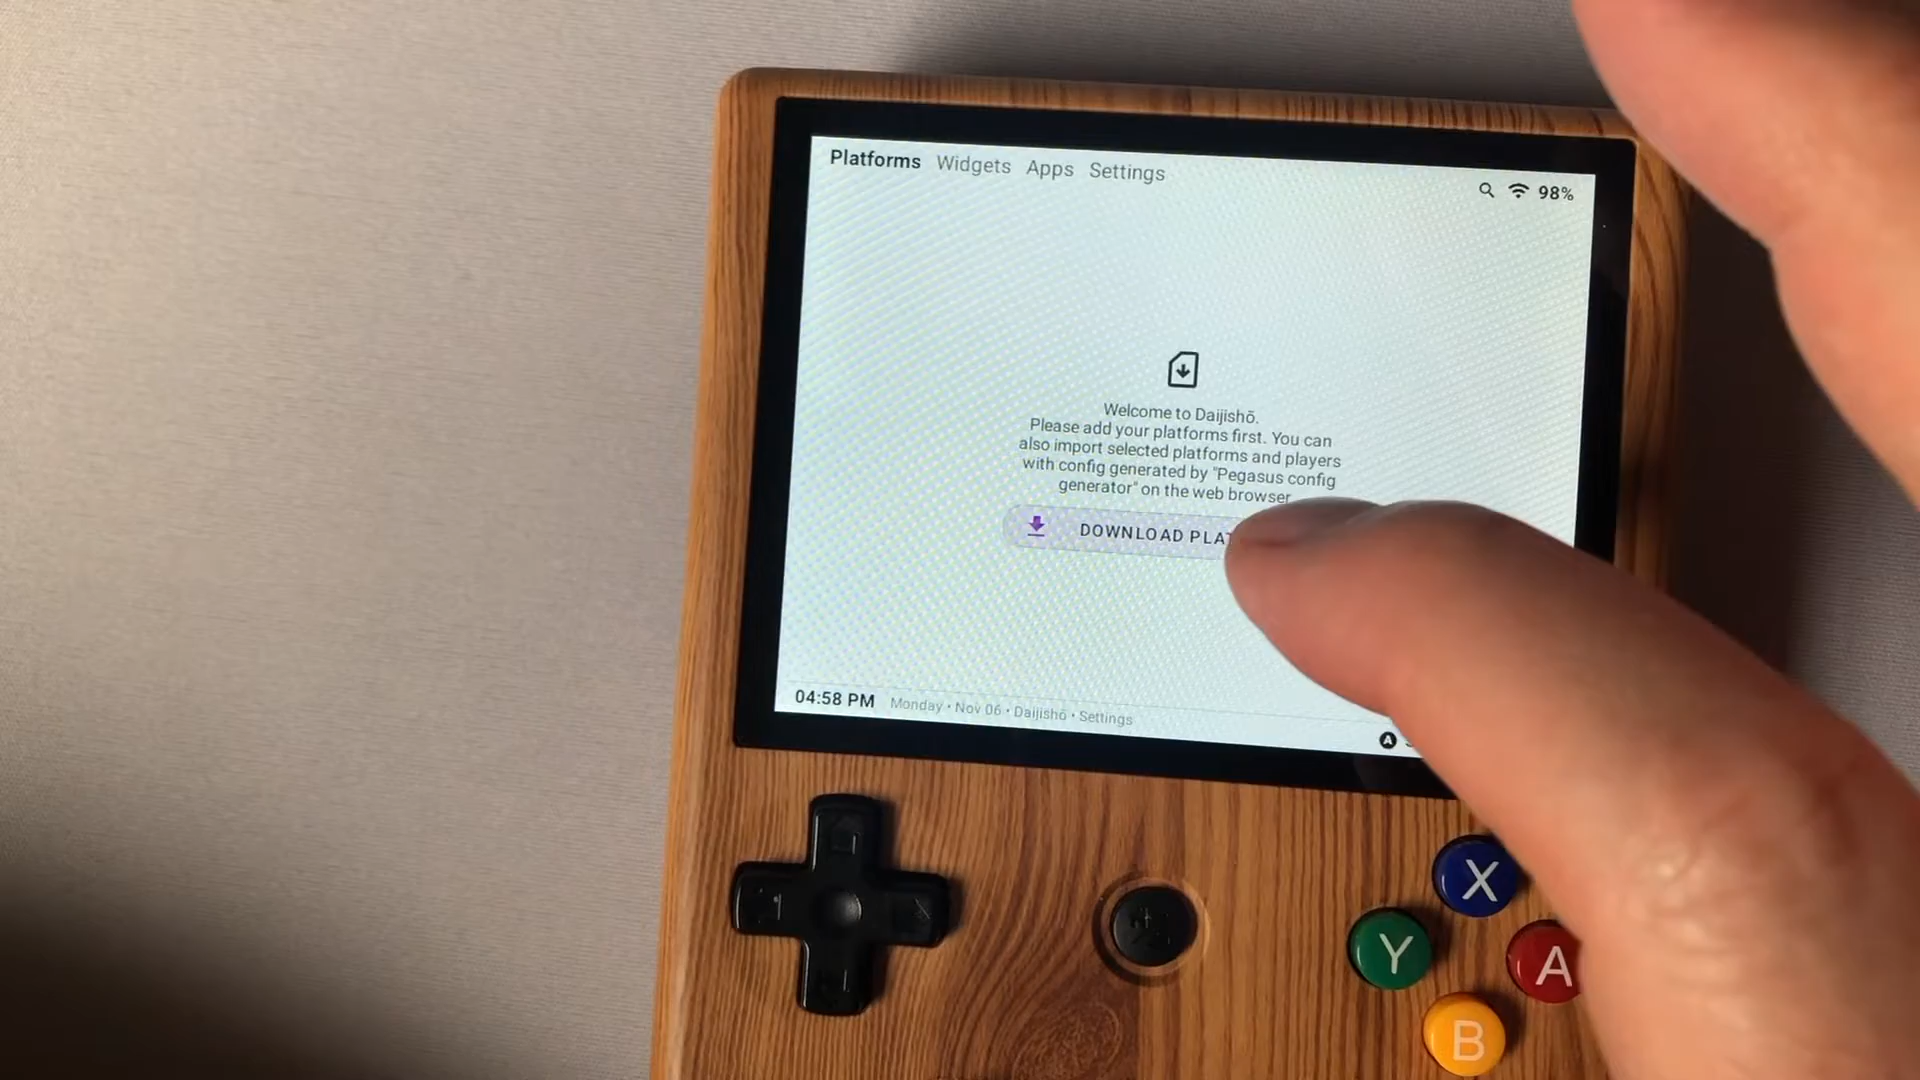 Platforms Widgets Apps Settings
98%
Welcome to Daijishō.
Please add your platforms first. You can
also import selected platforms and players
with config generated by "Pegasus config
generator" on the web browser
DOWNLOAD
04:58 PM Monday • Nov 06 • Daijishō • Settings
A
X
Y
A
B